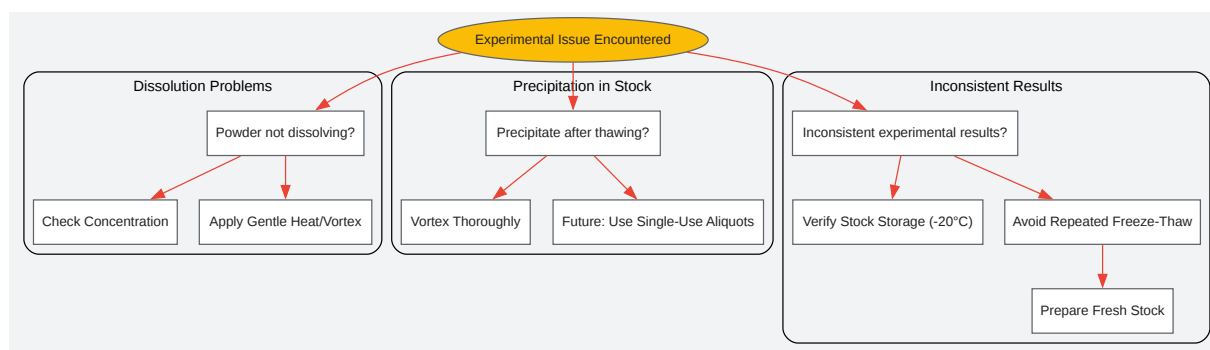 Experimental Issue Encountered
Dissolution Problems
Precipitation in Stock
Inconsistent Results
Powder not dissolving?
Precipitate after thawing?
Inconsistent experimental results?
Check Concentration
Apply Gentle Heat/Vortex
Vortex Thoroughly
Future: Use Single-Use Aliquots
Verify Stock Storage (-20°C)
Avoid Repeated Freeze-Thaw
Prepare Fresh Stock